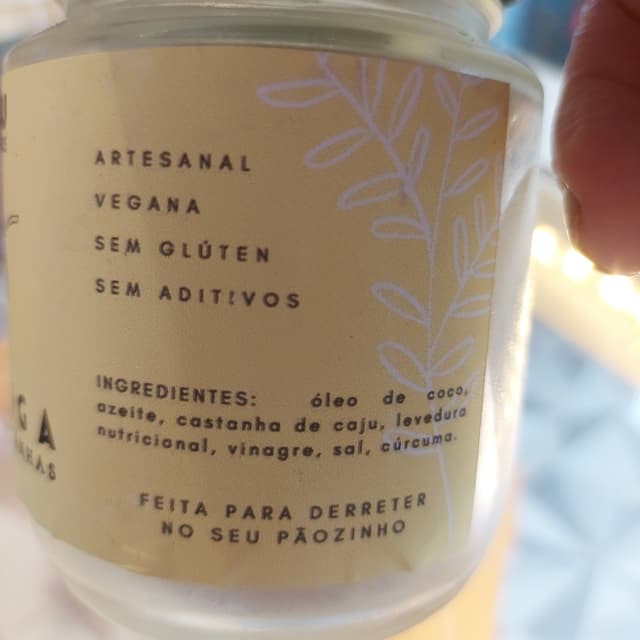 ARTESANAL
VEGANA
SEM GLÚTEN
SEM ADITIVOS
INGREDIENTES: óleo de coco,
azeite, castanha de caju, levedura
nutricional, vinagre, sal, cúrcuma.
FEITA PARA DERRETER
NO SEU PÃOZINHO